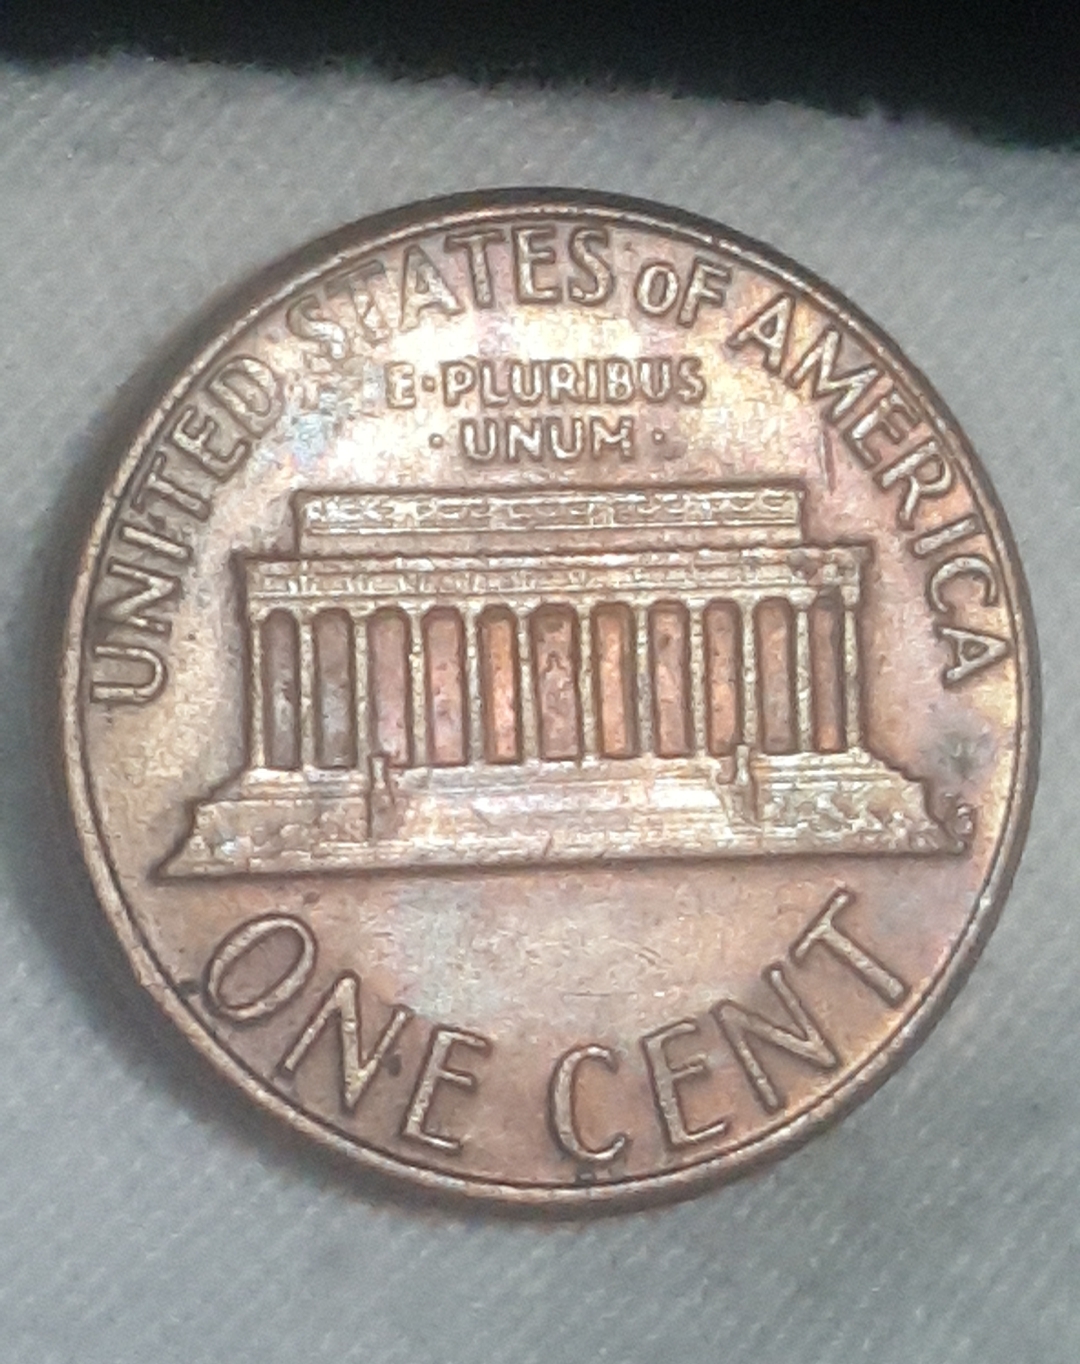 UNITED STATES OF AMERICA
E·PLURIBUS
·UNUM·
ONE CENT